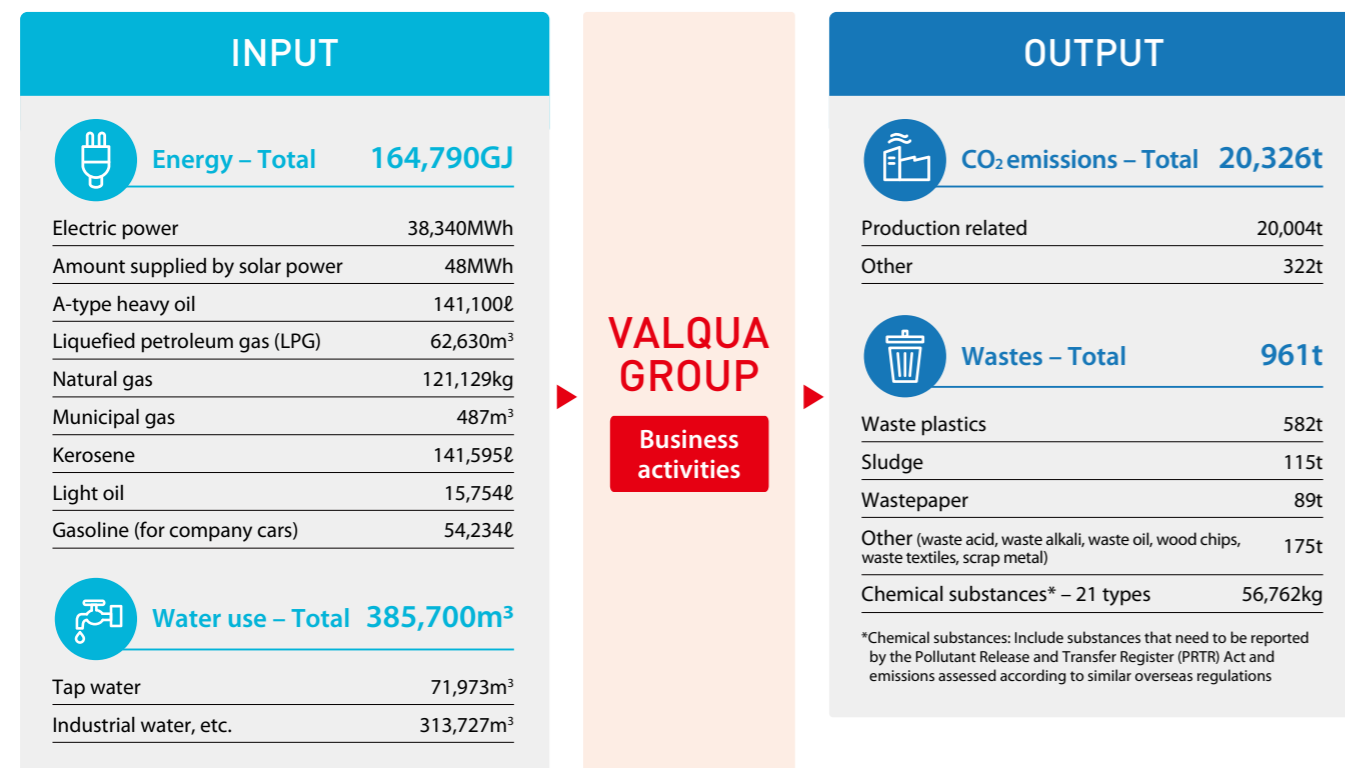 INPUT
Energy – Total 164,790GJ
Electric power 38,340MWh
Amount supplied by solar power 48MWh
A-type heavy oil 141,100ℓ
Liquefied petroleum gas (LPG) 62,630m³
Natural gas 121,129kg
Municipal gas 487m³
Kerosene 141,595ℓ
Light oil 15,754ℓ
Gasoline (for company cars) 54,234ℓ
Water use – Total 385,700m³
Tap water 71,973m³
Industrial water, etc. 313,727m³
VALQUA
GROUP
Business
activities
OUTPUT
CO₂ emissions – Total 20,326t
Production related 20,004t
Other 322t
Wastes – Total 961t
Waste plastics 582t
Sludge 115t
Wastepaper 89t
Other (waste acid, waste alkali, waste oil, wood chips,
waste textiles, scrap metal) 175t
Chemical substances* – 21 types 56,762kg
*Chemical substances: Include substances that need to be reported
by the Pollutant Release and Transfer Register (PRTR) Act and
emissions assessed according to similar overseas regulations